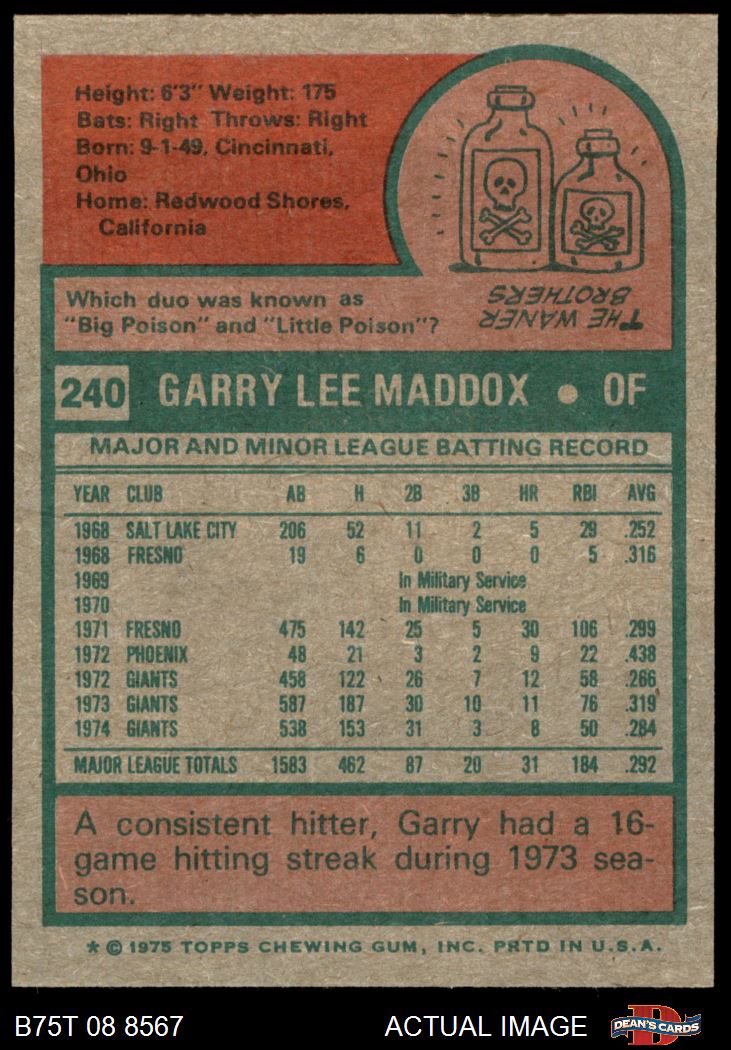 Height: 6'3" Weight: 175
Bats: Right Throws: Right
Born: 9-1-49, Cincinnati,
Ohio
Home: Redwood Shores,
California
Which duo was known as
"Big Poison" and "Little Poison"?
THE WANER
BROTHERS
240 GARRY LEE MADDOX • OF
MAJOR AND MINOR LEAGUE BATTING RECORD
YEAR CLUB AB H 2B 3B HR RBI AVG
1968 SALT LAKE CITY 206 52 11 2 5 29 .252
1968 FRESNO 19 6 0 0 0 5 .316
1969 In Military Service
1970 In Military Service
1971 FRESNO 475 142 25 5 30 106 .299
1972 PHOENIX 48 21 3 2 9 22 .438
1972 GIANTS 458 122 26 7 12 58 .266
1973 GIANTS 587 187 30 10 11 76 .319
1974 GIANTS 538 153 31 3 8 50 .284
MAJOR LEAGUE TOTALS 1583 462 87 20 31 184 .292
A consistent hitter, Garry had a 16-
game hitting streak during 1973 sea-
son.
* © 1975 TOPPS CHEWING GUM, INC. PRTD IN U.S.A.
B75T 08 8567 ACTUAL IMAGE D DEAN'S CARDS